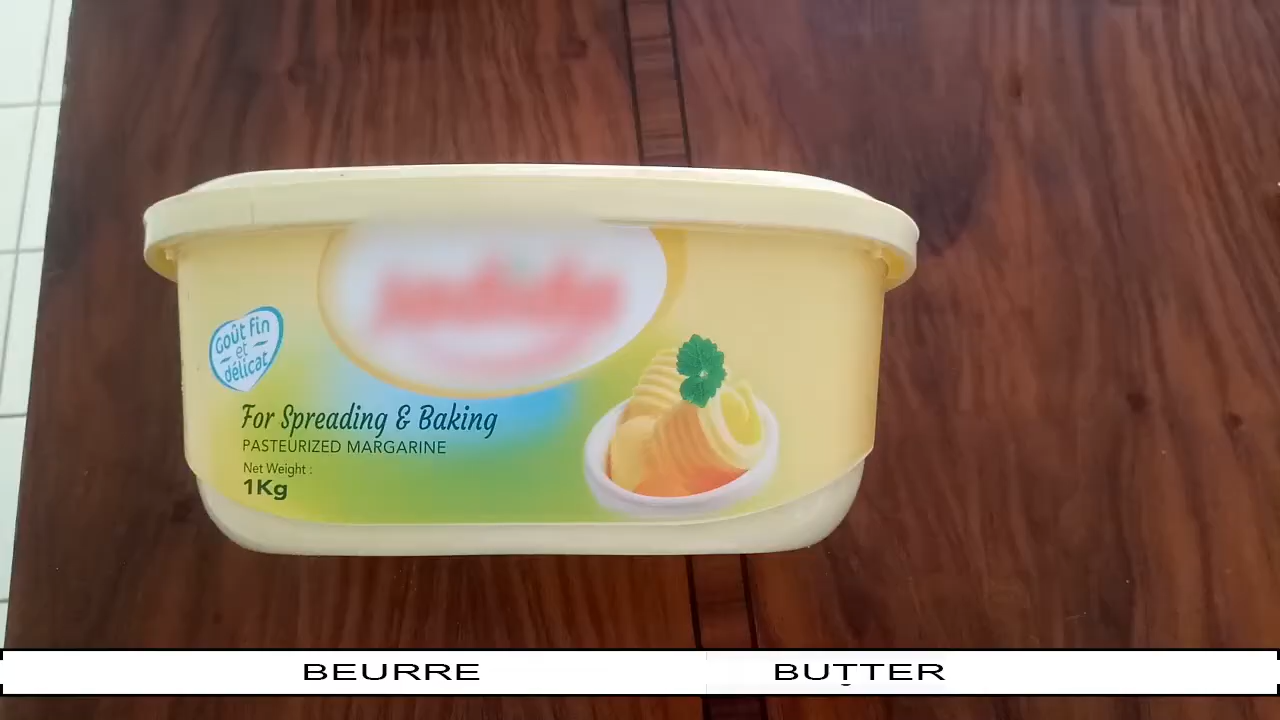 Goût fin
et
délicat
For Spreading & Baking
PASTEURIZED MARGARINE
Net Weight :
1Kg
BEURRE BUTTER